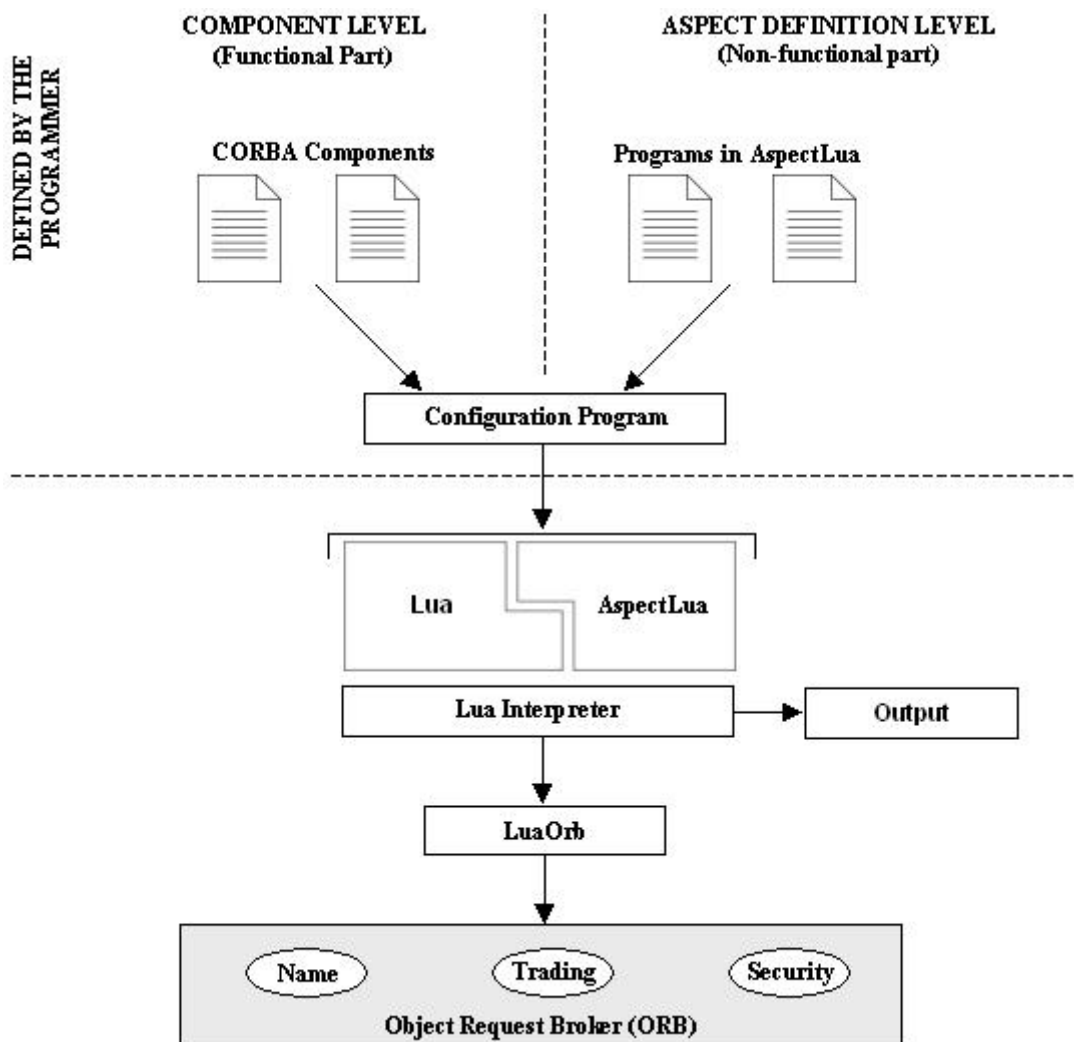 COMPONENT LEVEL
(Functional Part)
ASPECT DEFINITION LEVEL
(Non-functional part)
DEFINED BY THE
PROGRAMMER
CORBA Components
Programs in AspectLua
Configuration Program
Lua
AspectLua
Lua Interpreter
Output
LuaOrb
Name
Trading
Security
Object Request Broker (ORB)